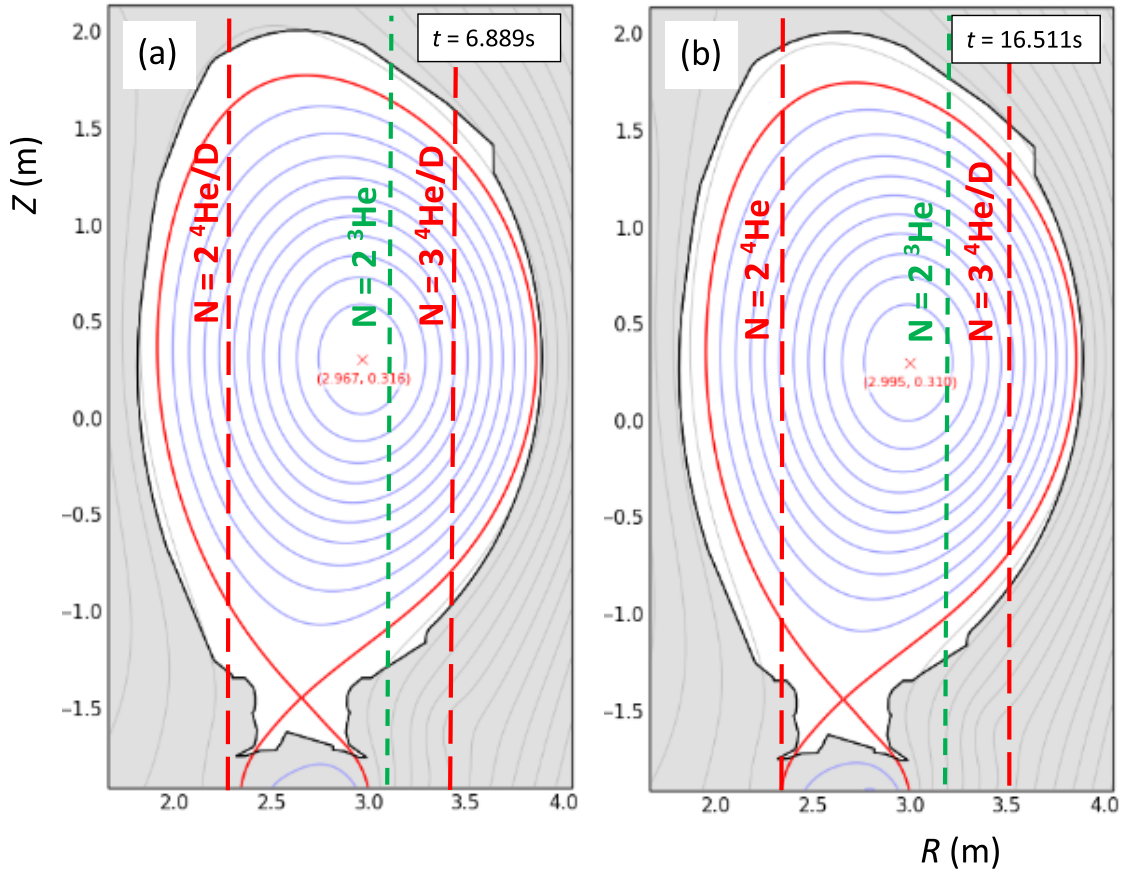 (a)
t = 6.889s
Z (m)
2.0
1.5
1.0
0.5
0.0
−0.5
−1.0
−1.5
N = 2 ⁴He/D
N = 2 ³He
N = 3 ⁴He/D
(2.967, 0.316)
2.0 2.5 3.0 3.5 4.0
(b)
t = 16.511s
2.0
1.5
1.0
0.5
0.0
−0.5
−1.0
−1.5
N = 2 ⁴He
N = 2 ³He
N = 3 ⁴He/D
(2.995, 0.310)
2.0 2.5 3.0 3.5 4.0
R (m)